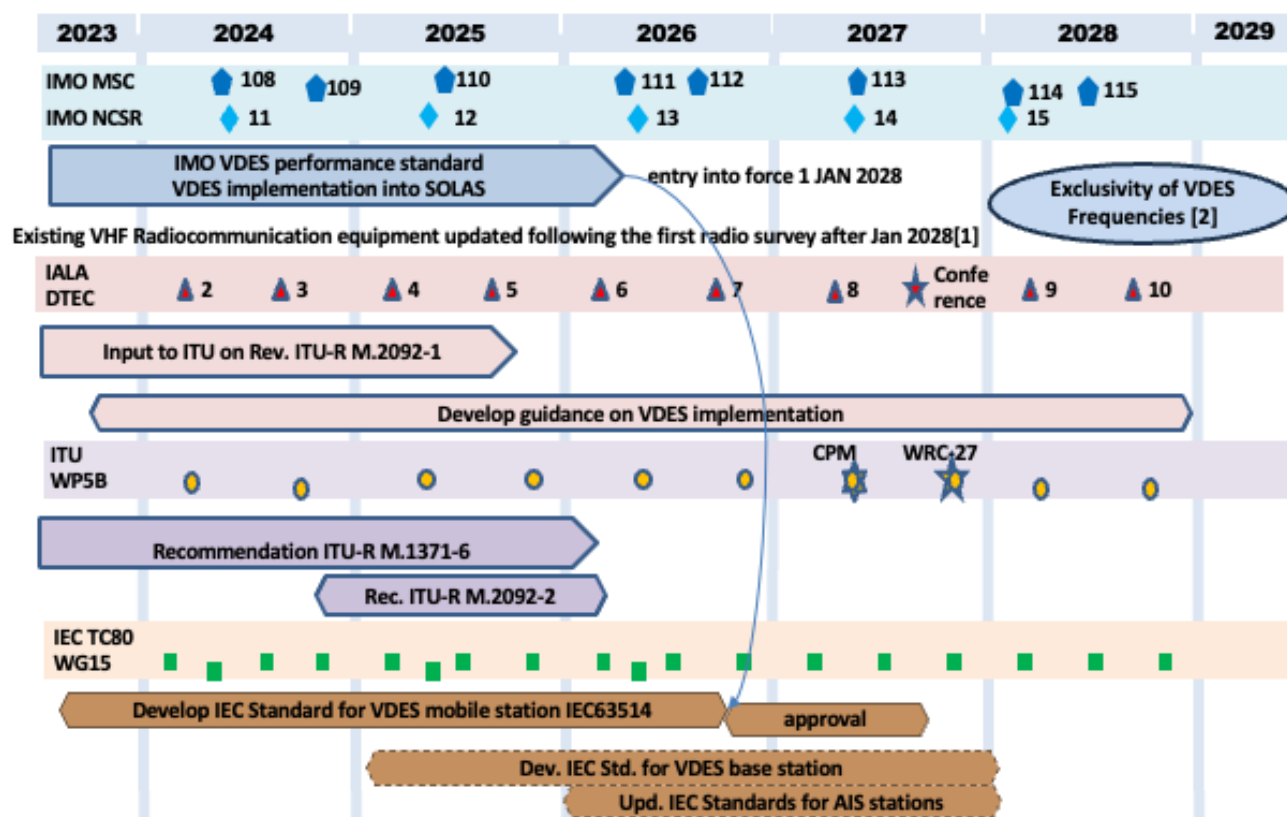 2023 2024 2025 2026 2027 2028 2029
IMO MSC 108 109 110 111 112 113 114 115
IMO NCSR 11 12 13 14 15
IMO VDES performance standard
VDES implementation into SOLAS
entry into force 1 JAN 2028
Exclusivity of VDES
Frequencies [2]
Existing VHF Radiocommunication equipment updated following the first radio survey after Jan 2028[1]
IALA
DTEC 2 3 4 5 6 7 8 9 10
Confe
rence
Input to ITU on Rev. ITU-R M.2092-1
Develop guidance on VDES implementation
ITU
WP5B
CPM WRC-27
Recommendation ITU-R M.1371-6
Rec. ITU-R M.2092-2
IEC TC80
WG15
Develop IEC Standard for VDES mobile station IEC63514
approval
Dev. IEC Std. for VDES base station
Upd. IEC Standards for AIS stations